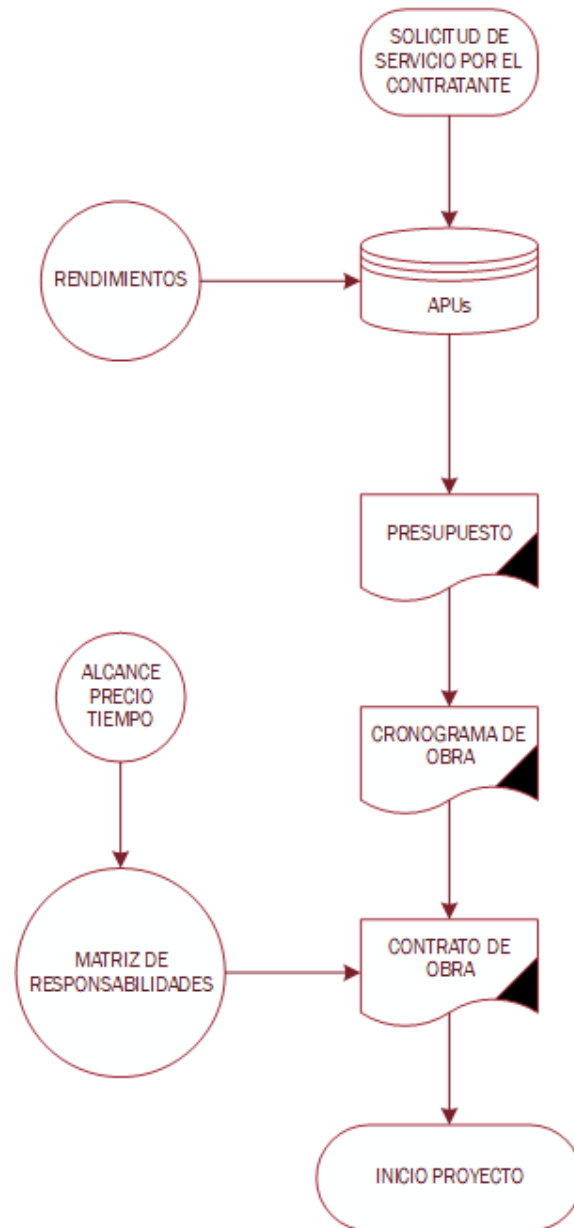 SOLICITUD DE
SERVICIO POR EL
CONTRATANTE
RENDIMIENTOS
APUs
PRESUPUESTO
ALCANCE
PRECIO
TIEMPO
CRONOGRAMA DE
OBRA
MATRIZ DE
RESPONSABILIDADES
CONTRATO DE
OBRA
INICIO PROYECTO